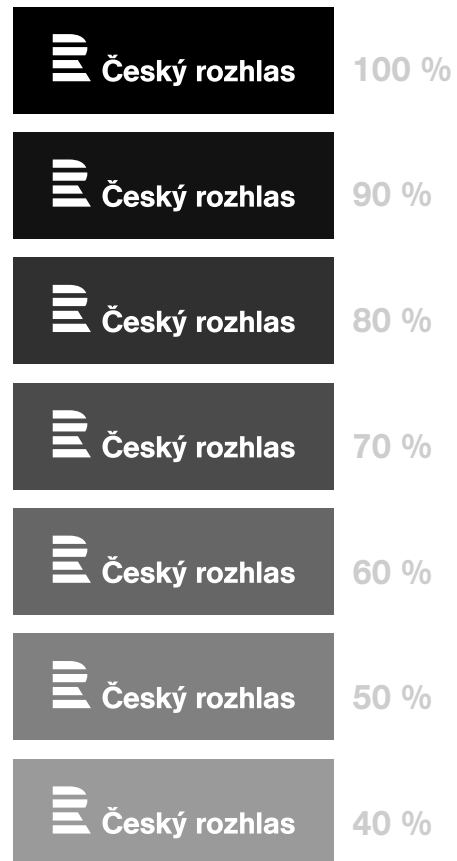 Český rozhlas 100 %
Český rozhlas 90 %
Český rozhlas 80 %
Český rozhlas 70 %
Český rozhlas 60 %
Český rozhlas 50 %
Český rozhlas 40 %